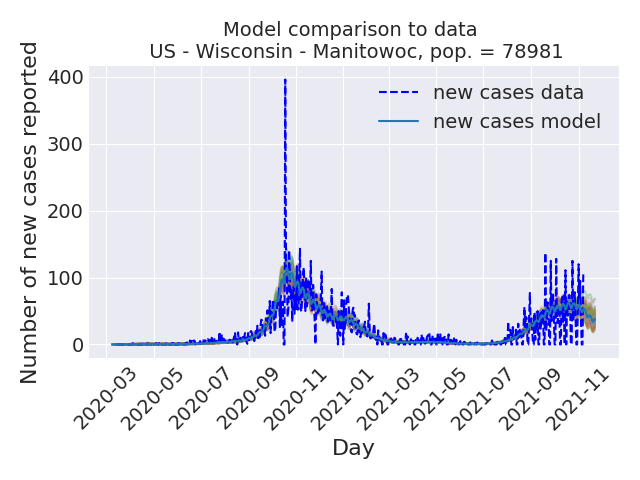 Model comparison to data
US - Wisconsin - Manitowoc, pop. = 78981
Number of new cases reported
400
300
200
100
0
new cases data
new cases model
2020-03
2020-05
2020-07
2020-09
2020-11
2021-01
2021-03
2021-05
2021-07
2021-09
2021-11
Day